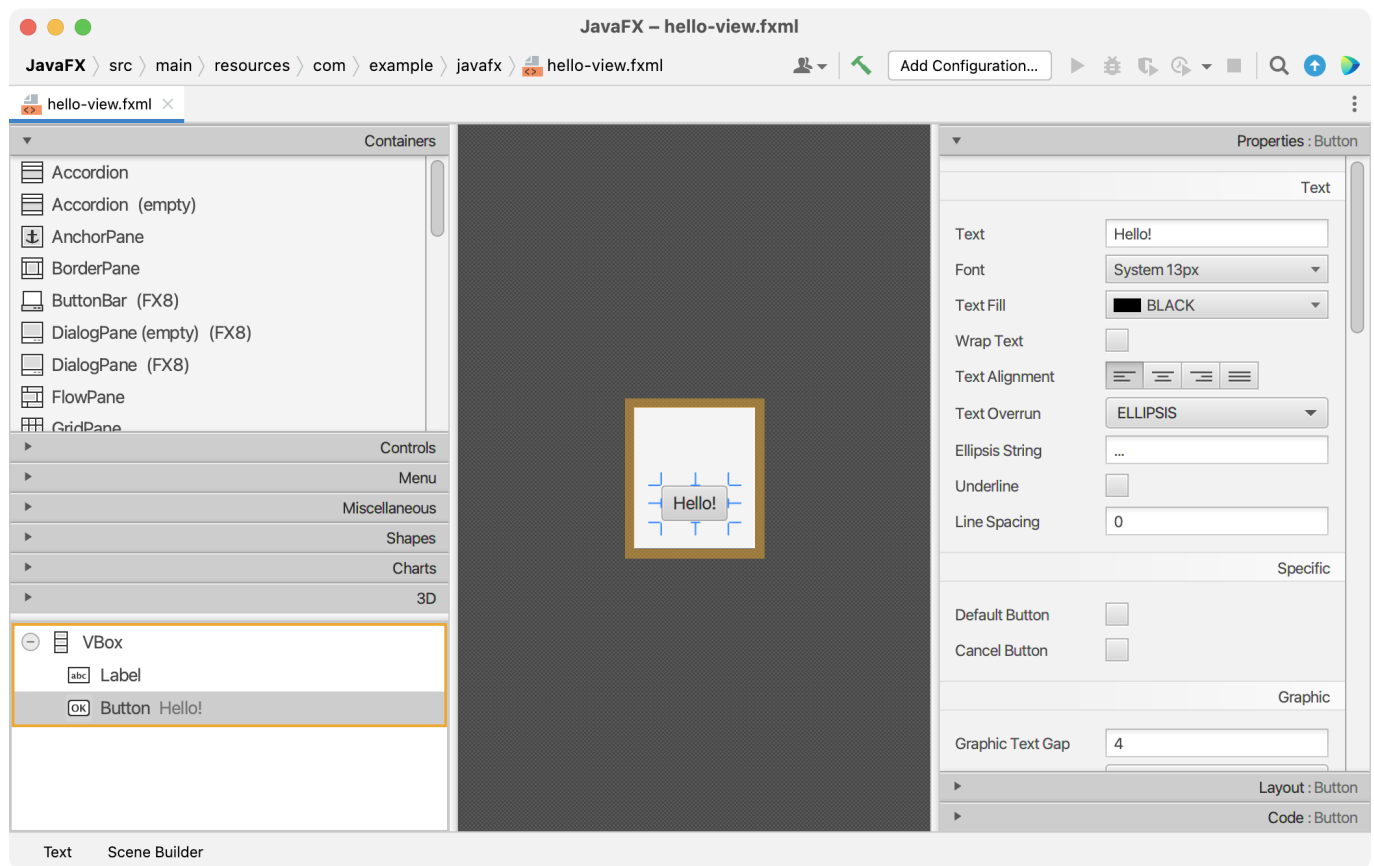 JavaFX – hello-view.fxml
JavaFX src main resources com example javafx hello-view.fxml Add Configuration...
hello-view.fxml
Containers
Accordion
Accordion (empty)
AnchorPane
BorderPane
ButtonBar (FX8)
DialogPane (empty) (FX8)
DialogPane (FX8)
FlowPane
GridPane
Controls
Menu
Miscellaneous
Shapes
Charts
3D
VBox
abc Label
OK Button Hello!
Hello!
Properties : Button
Text
Text Hello!
Font System 13px
Text Fill BLACK
Wrap Text
Text Alignment
Text Overrun ELLIPSIS
Ellipsis String ...
Underline
Line Spacing 0
Specific
Default Button
Cancel Button
Graphic
Graphic Text Gap 4
Layout : Button
Code : Button
Text Scene Builder